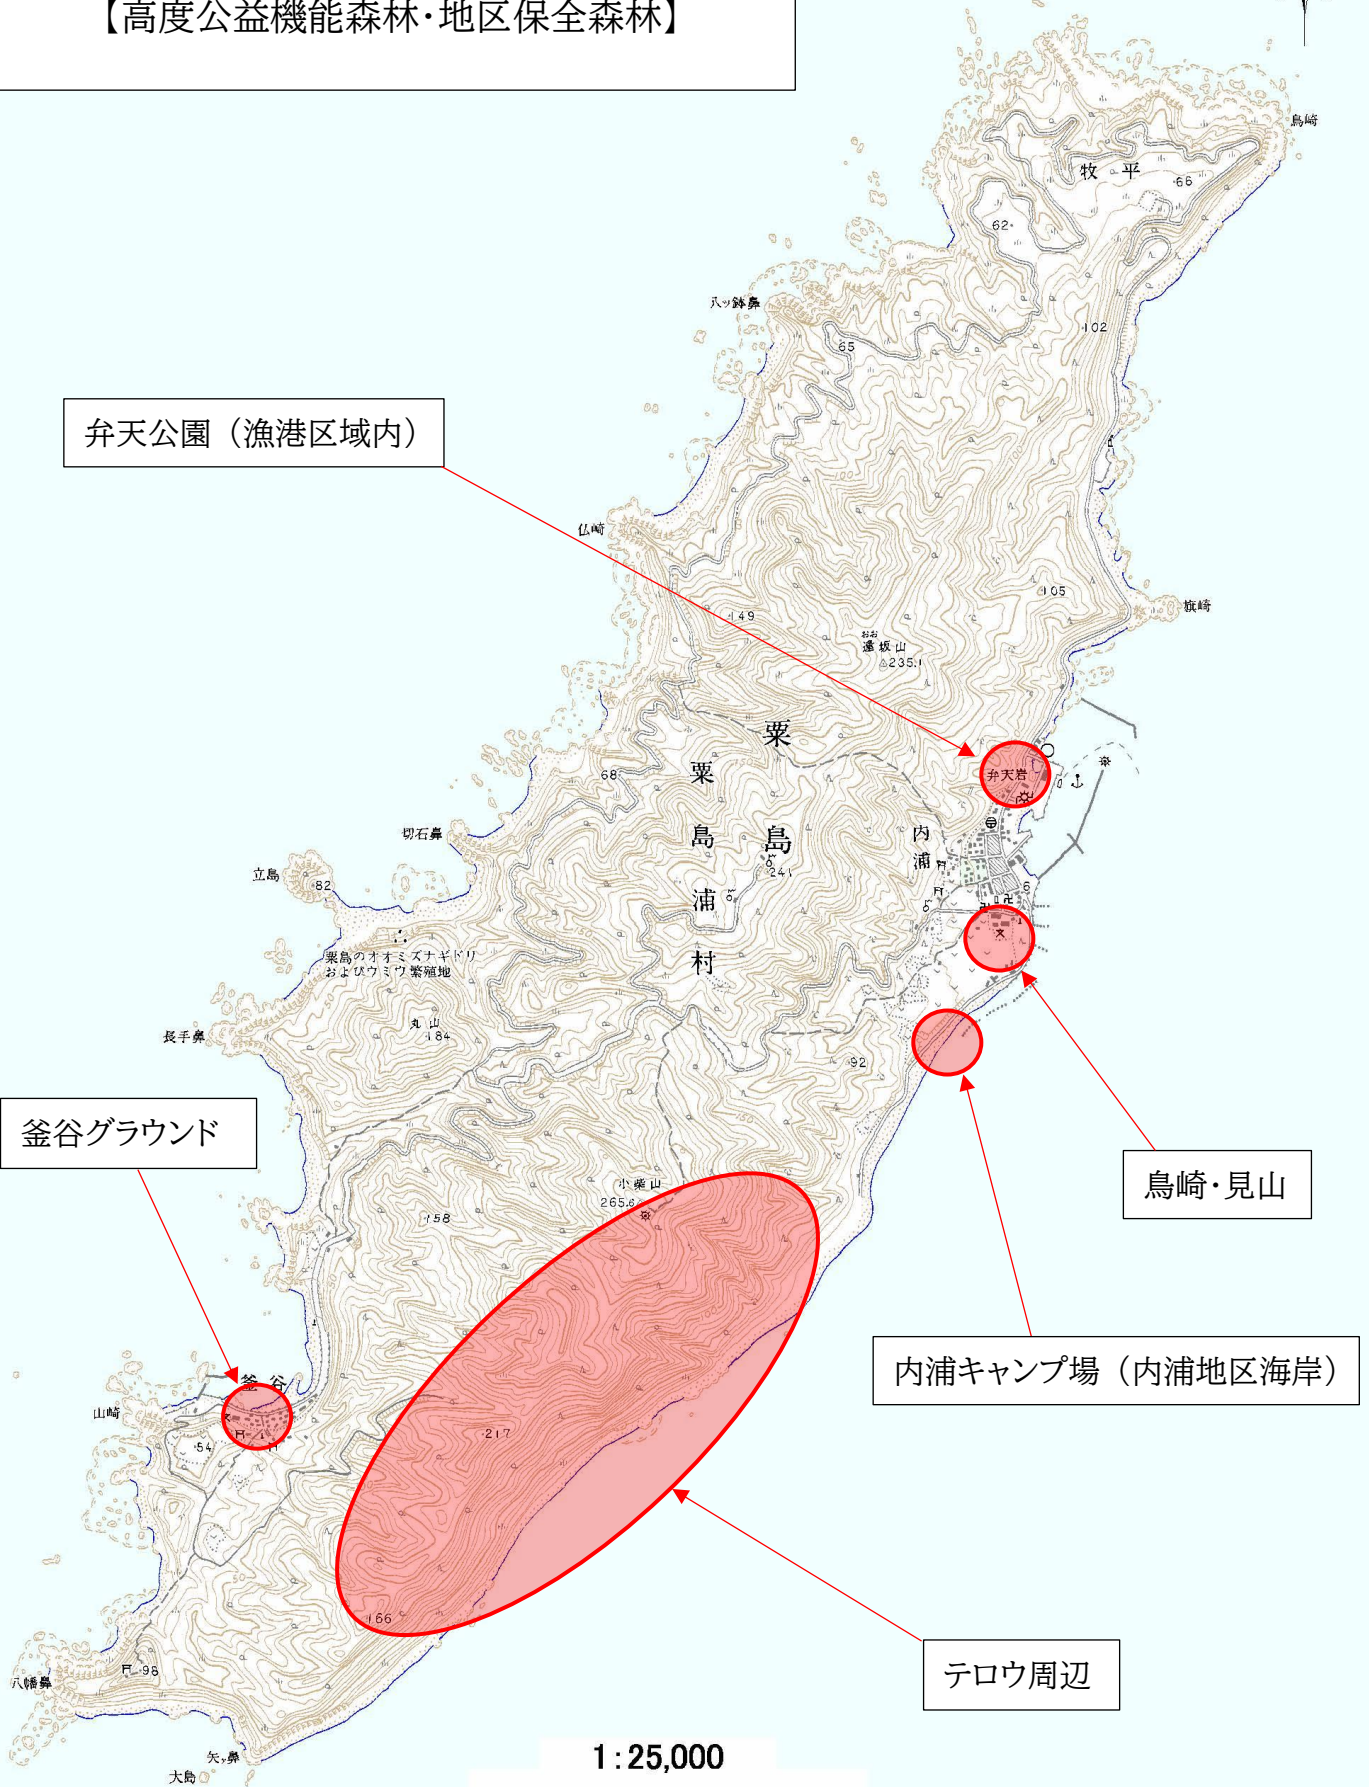 【高度公益機能森林･地区保全森林】
鳥崎
牧平
66
62
八ッ鉢鼻
102
65
弁天公園（漁港区域内）
仏崎
105
149
旗崎
おお
逢坂山
235.1
粟島
粟島浦村
68
弁天岩
切石鼻
内浦
241
立島
82
6
粟島のオオミズナギドリ
およびウミウ繁殖地
丸山
184
長手鼻
92
釜谷グラウンド
鳥崎･見山
小柴山
265.6
158
内浦キャンプ場（内浦地区海岸）
釜谷
山崎
217
54
テロウ周辺
166
98
八幡鼻
矢ヶ鼻
大島
1:25,000